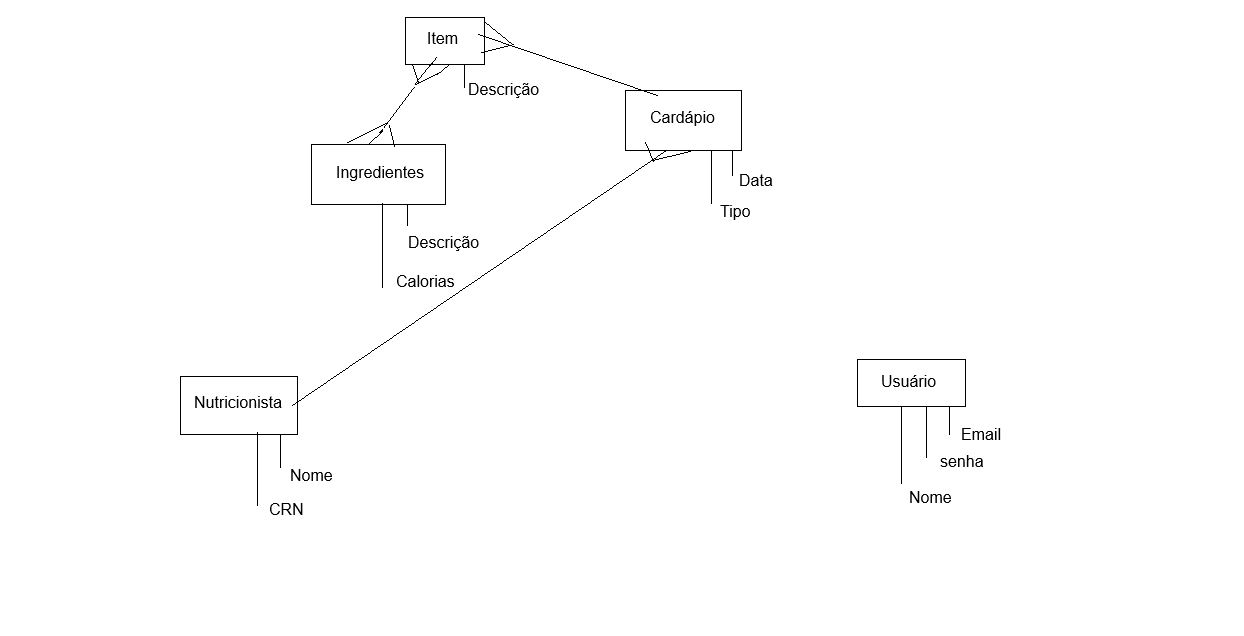 Item
Descrição
Cardápio
Data
Tipo
Ingredientes
Descrição
Calorias
Nutricionista
Nome
CRN
Usuário
Email
senha
Nome